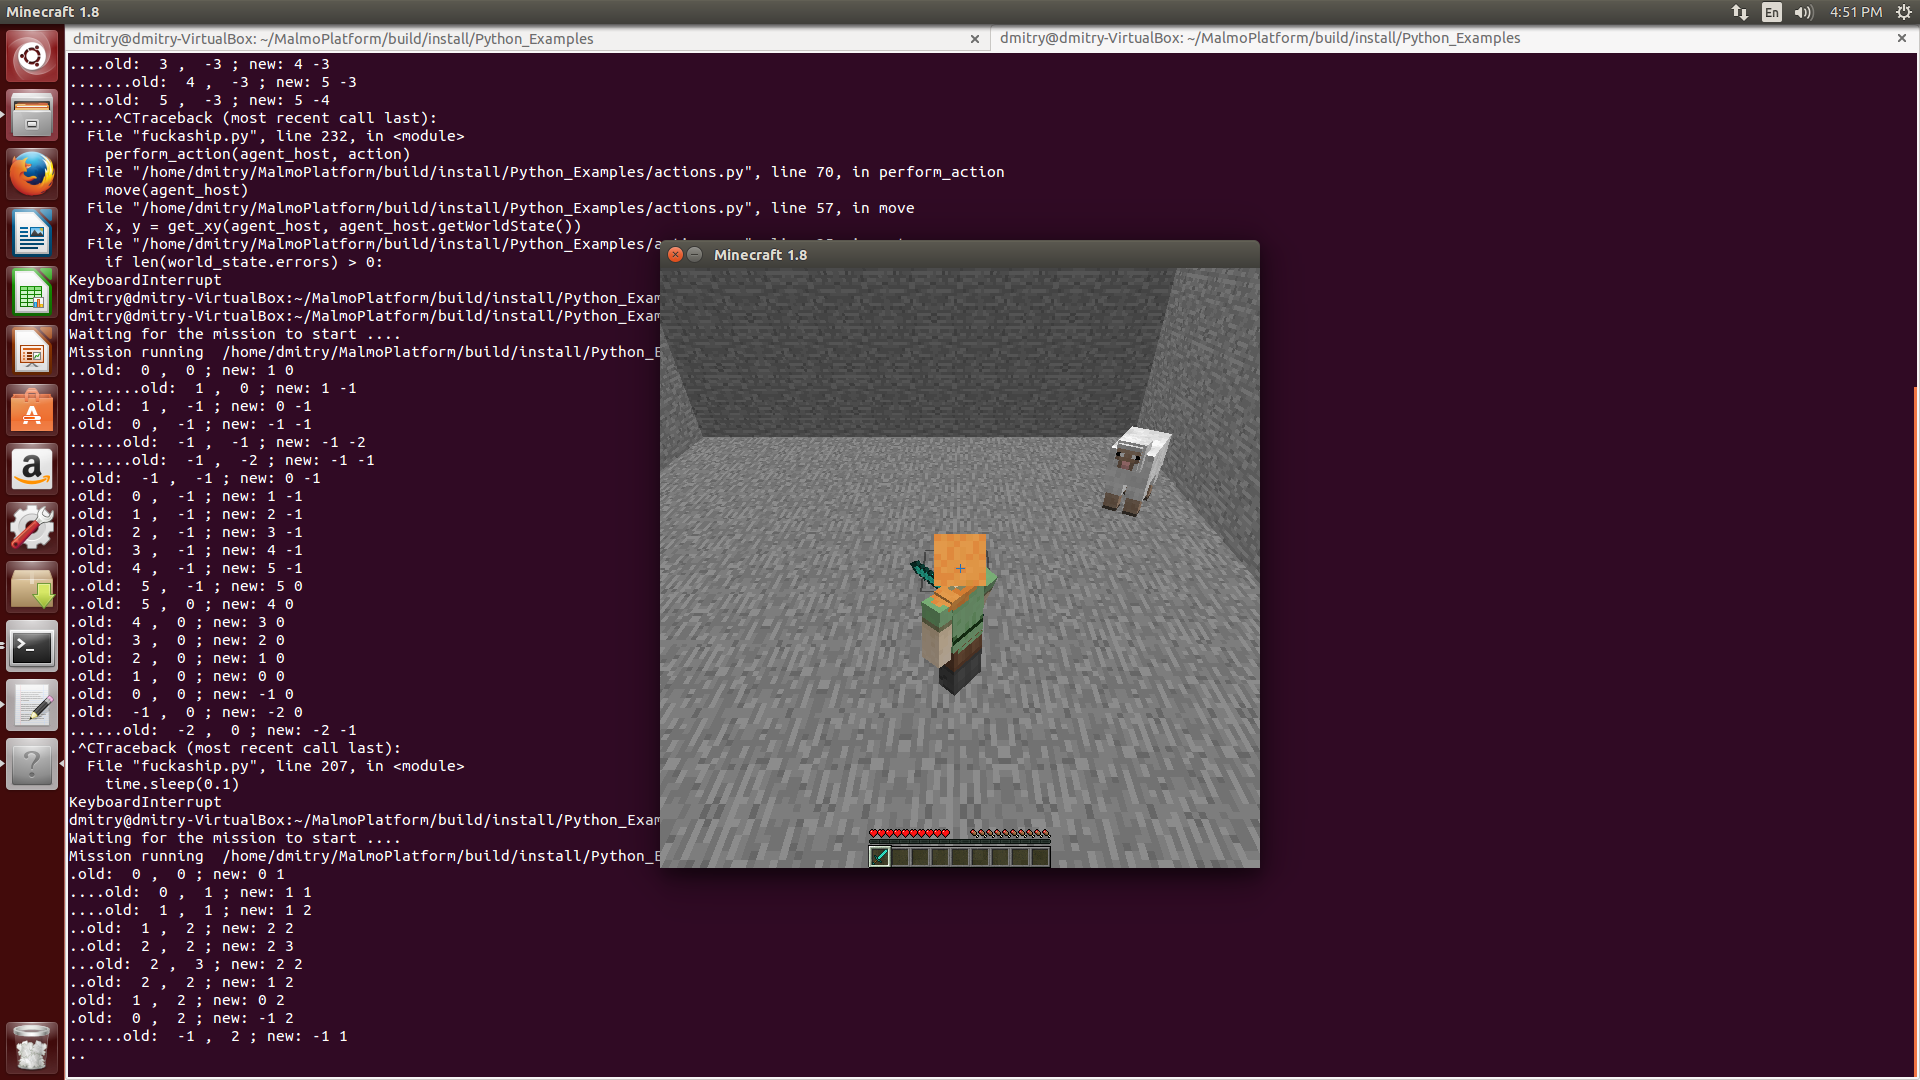 Minecraft 1.8
En
4:51 PM
dmitry@dmitry-VirtualBox: ~/MalmoPlatform/build/install/Python_Examples
dmitry@dmitry-VirtualBox: ~/MalmoPlatform/build/install/Python_Examples
....old:  3 ,  -3 ; new: 4 -3
.......old:  4 ,  -3 ; new: 5 -3
....old:  5 ,  -3 ; new: 5 -4
.....^CTraceback (most recent call last):
  File "fuckaship.py", line 232, in <module>
    perform_action(agent_host, action)
  File "/home/dmitry/MalmoPlatform/build/install/Python_Examples/actions.py", line 70, in perform_action
    move(agent_host)
  File "/home/dmitry/MalmoPlatform/build/install/Python_Examples/actions.py", line 57, in move
    x, y = get_xy(agent_host, agent_host.getWorldState())
  File "/home/dmitry/MalmoPlatform/build/install/Python_Examples/a
    if len(world_state.errors) > 0:
KeyboardInterrupt
dmitry@dmitry-VirtualBox:~/MalmoPlatform/build/install/Python_Exam
dmitry@dmitry-VirtualBox:~/MalmoPlatform/build/install/Python_Exam
Waiting for the mission to start ....
Mission running  /home/dmitry/MalmoPlatform/build/install/Python_E
..old:  0 ,  0 ; new: 1 0
........old:  1 ,  0 ; new: 1 -1
..old:  1 ,  -1 ; new: 0 -1
.old:  0 ,  -1 ; new: -1 -1
......old:  -1 ,  -1 ; new: -1 -2
.......old:  -1 ,  -2 ; new: -1 -1
..old:  -1 ,  -1 ; new: 0 -1
.old:  0 ,  -1 ; new: 1 -1
.old:  1 ,  -1 ; new: 2 -1
.old:  2 ,  -1 ; new: 3 -1
.old:  3 ,  -1 ; new: 4 -1
.old:  4 ,  -1 ; new: 5 -1
..old:  5 ,  -1 ; new: 5 0
..old:  5 ,  0 ; new: 4 0
.old:  4 ,  0 ; new: 3 0
.old:  3 ,  0 ; new: 2 0
.old:  2 ,  0 ; new: 1 0
.old:  1 ,  0 ; new: 0 0
.old:  0 ,  0 ; new: -1 0
.old:  -1 ,  0 ; new: -2 0
......old:  -2 ,  0 ; new: -2 -1
.^CTraceback (most recent call last):
  File "fuckaship.py", line 207, in <module>
    time.sleep(0.1)
KeyboardInterrupt
dmitry@dmitry-VirtualBox:~/MalmoPlatform/build/install/Python_Exam
Waiting for the mission to start ....
Mission running  /home/dmitry/MalmoPlatform/build/install/Python_E
.old:  0 ,  0 ; new: 0 1
....old:  0 ,  1 ; new: 1 1
....old:  1 ,  1 ; new: 1 2
..old:  1 ,  2 ; new: 2 2
..old:  2 ,  2 ; new: 2 3
...old:  2 ,  3 ; new: 2 2
..old:  2 ,  2 ; new: 1 2
.old:  1 ,  2 ; new: 0 2
.old:  0 ,  2 ; new: -1 2
......old:  -1 ,  2 ; new: -1 1
..
Minecraft 1.8